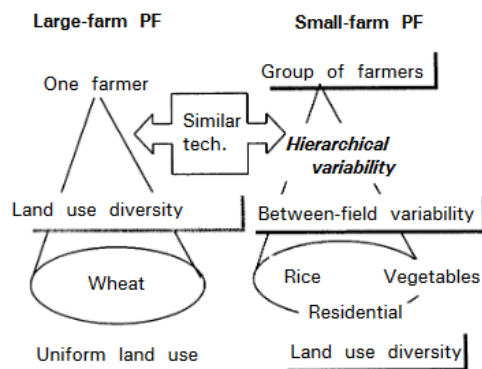 Large-farm PF
Small-farm PF
One farmer
Group of farmers
Similar
tech.
Hierarchical
variability
Land use diversity
Between-field variability
Wheat
Rice
Vegetables
Residential
Uniform land use
Land use diversity